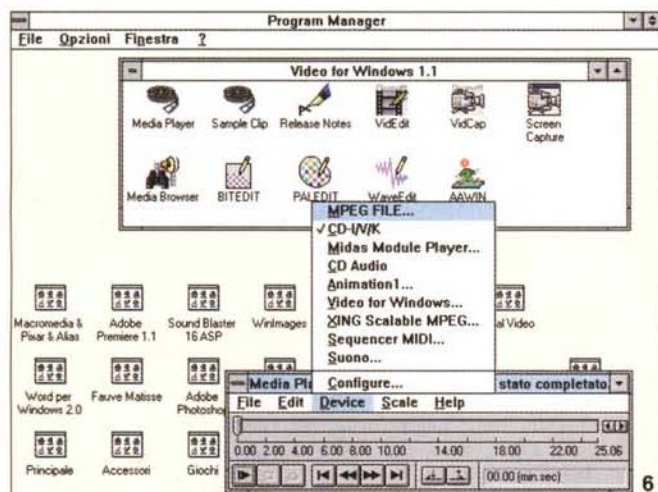 Program Manager
File Opzioni Finestra ?
Video for Windows 1.1
Media Player Sample Clip Release Notes VidEdit VidCap Screen Capture
Media Browser BITEDIT PALEDIT WaveEdit AAWIN
MPEG FILE...
✓CD-I/V/K
Midas Module Player...
CD Audio
Animation1...
Video for Windows...
XING Scalable MPEG...
Sequencer MIDI...
Suono...
Configure...
Macromedia & Pixar & Alias
Adobe Premiere 1.1
Sound Blaster 16 ASP
WinImages
al Video
Word per Windows 2.0
Fauve Matisse
Adobe Photoshop
Principale
Accessori
Giochi
Media Pl stato completato
File Edit Device Scale Help
0.00 2.00 4.00 6.00 8.00 10.00 14.00 18.00 22.00 25.06
00.00 (min.sec)
6